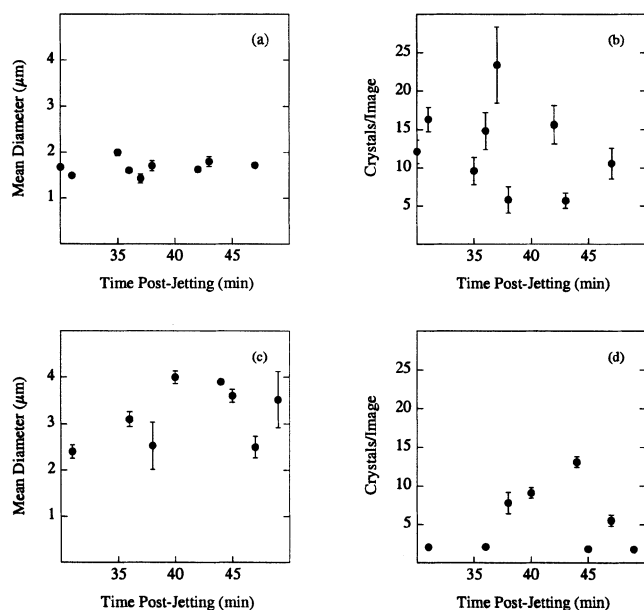 (a)
5
4
3
2
1
Mean Diameter (µm)
35 40 45
Time Post-Jetting (min)
(b)
25
20
15
10
5
Crystals/Image
35 40 45
Time Post-Jetting (min)
(c)
5
4
3
2
1
Mean Diameter (µm)
35 40 45
Time Post-Jetting (min)
(d)
25
20
15
10
5
Crystals/Image
35 40 45
Time Post-Jetting (min)